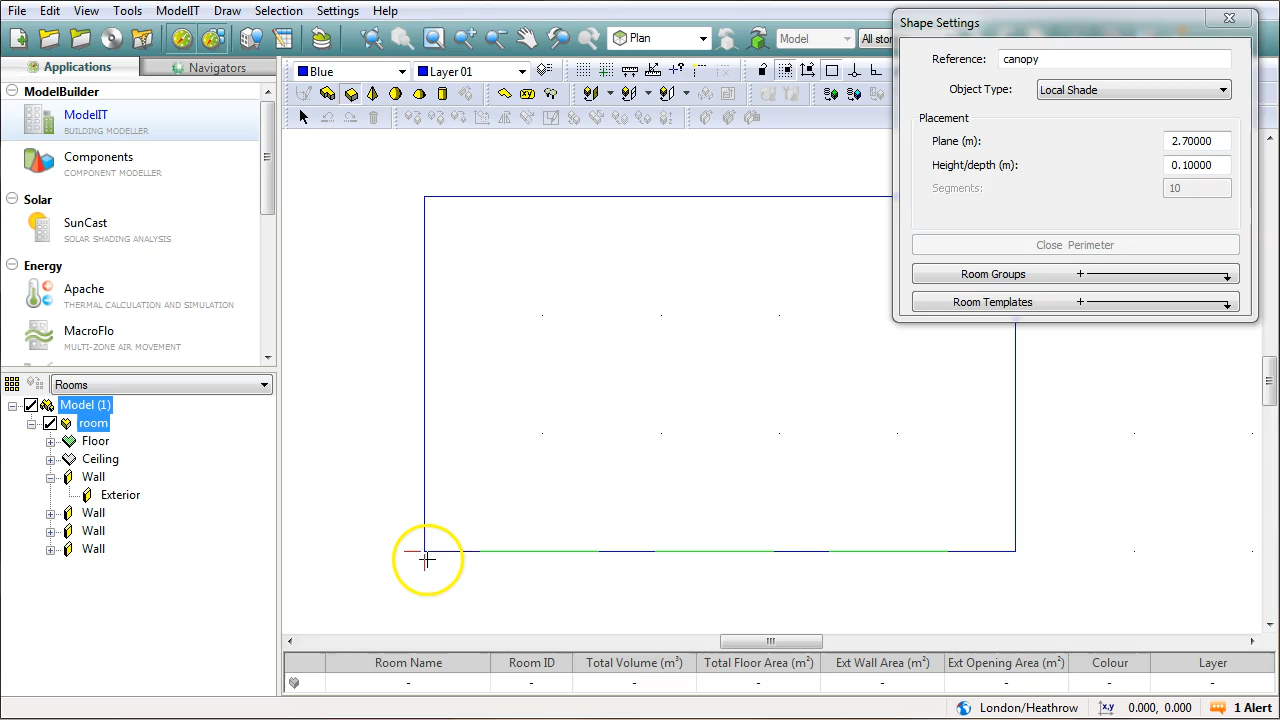 File Edit View Tools ModelIT Draw Selection Settings Help
Plan Model All stor
Applications Navigators
ModelBuilder
ModelIT
BUILDING MODELLER
Components
COMPONENT MODELLER
Solar
SunCast
SOLAR SHADING ANALYSIS
Energy
Apache
THERMAL CALCULATION AND SIMULATION
MacroFlo
MULTI-ZONE AIR MOVEMENT
Rooms
Model (1)
room
Floor
Ceiling
Wall
Exterior
Wall
Wall
Wall
Blue Layer 01
XY
Shape Settings
Reference: canopy
Object Type: Local Shade
Placement
Plane (m): 2.70000
Height/depth (m): 0.10000
Segments: 10
Close Perimeter
Room Groups +
Room Templates +
Room Name Room ID Total Volume (m³) Total Floor Area (m²) Ext Wall Area (m²) Ext Opening Area (m²) Colour Layer
- - - - - - - -
London/Heathrow x,y 0.000, 0.000 1 Alert